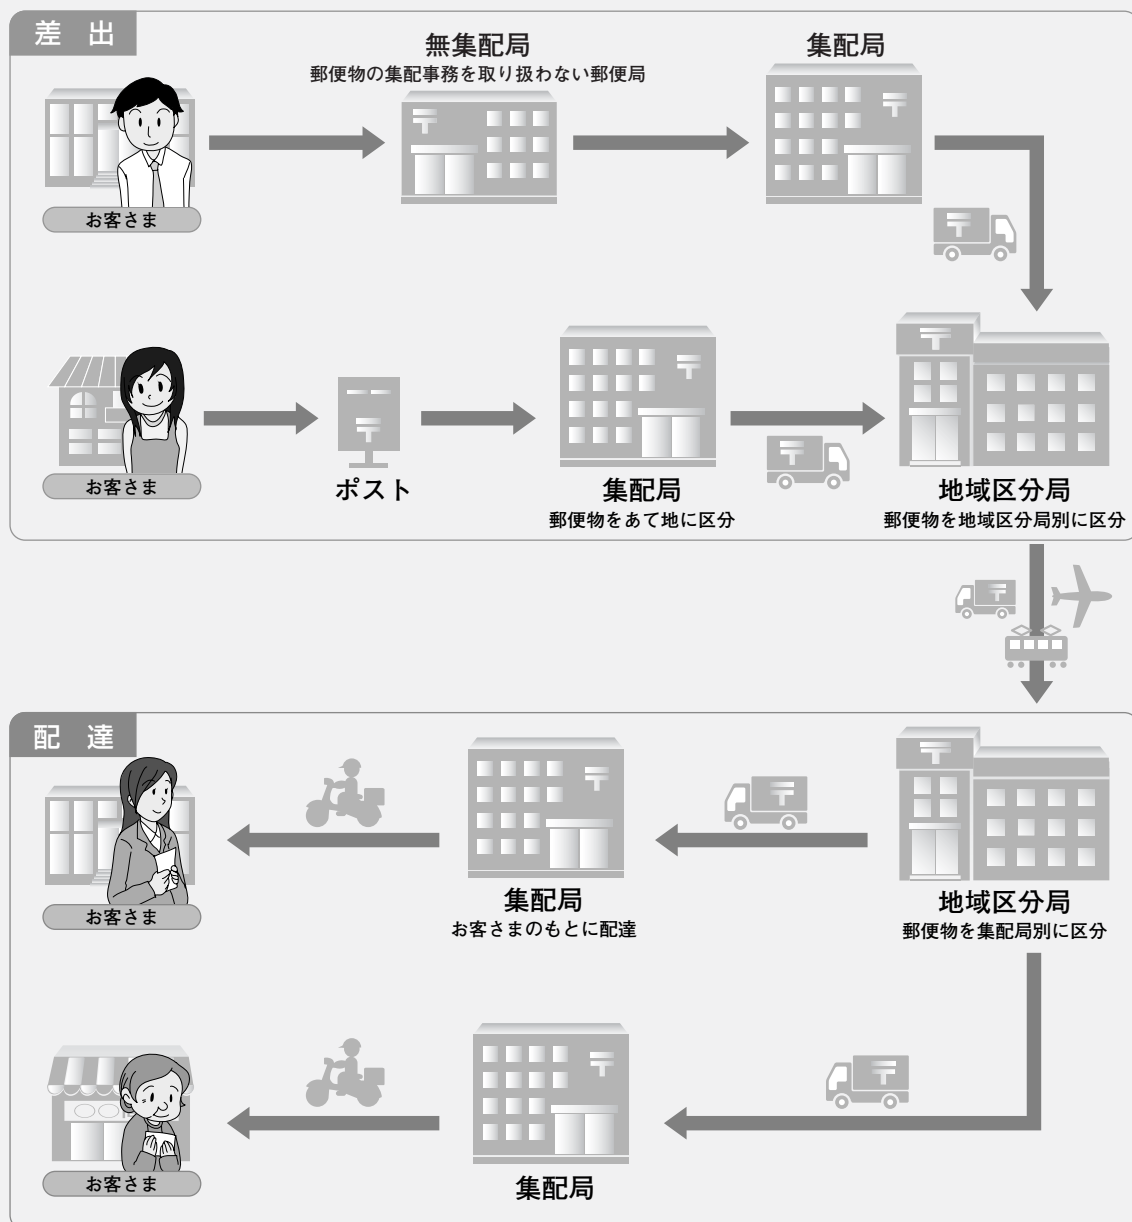 差 出
無集配局
郵便物の集配事務を取り扱わない郵便局
集配局
お客さま
お客さま
ポスト
集配局
郵便物をあて地に区分
地域区分局
郵便物を地域区分局別に区分
配 達
お客さま
集配局
お客さまのもとに配達
地域区分局
郵便物を集配局別に区分
お客さま
集配局